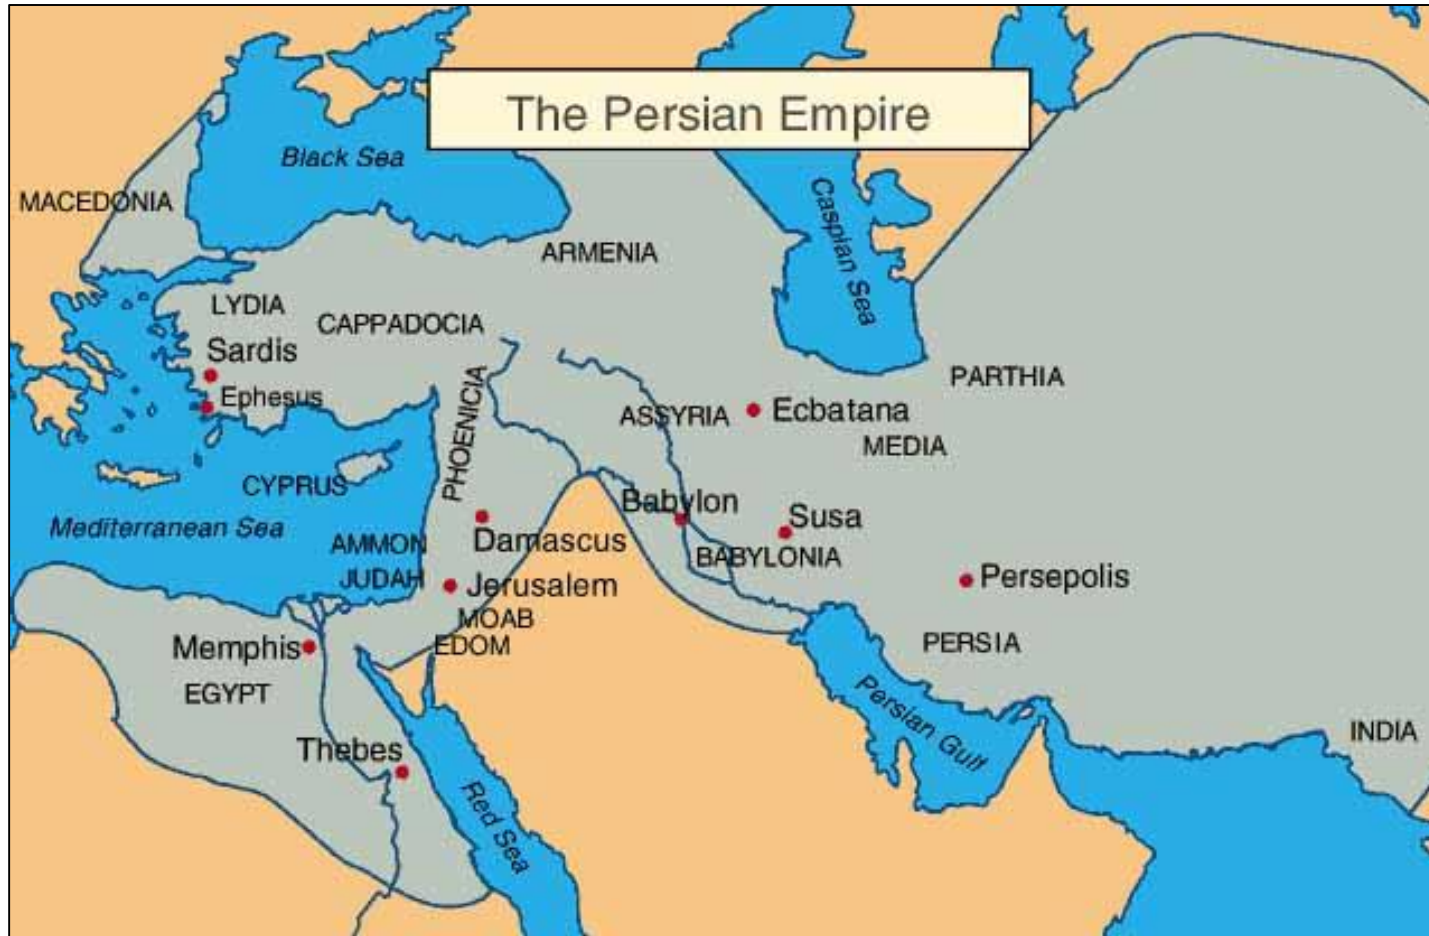 The Persian Empire
Black Sea
MACEDONIA
Caspian Sea
ARMENIA
LYDIA
CAPPADOCIA
Sardis
PARTHIA
Ephesus
PHOENICIA
ASSYRIA
Ecbatana
MEDIA
CYPRUS
Babylon
Mediterranean Sea
Susa
AMMON
Damascus
BABYLONIA
JUDAH
Jerusalem
Persepolis
MOAB
EDOM
Memphis
PERSIA
EGYPT
Persian Gulf
INDIA
Thebes
Red Sea